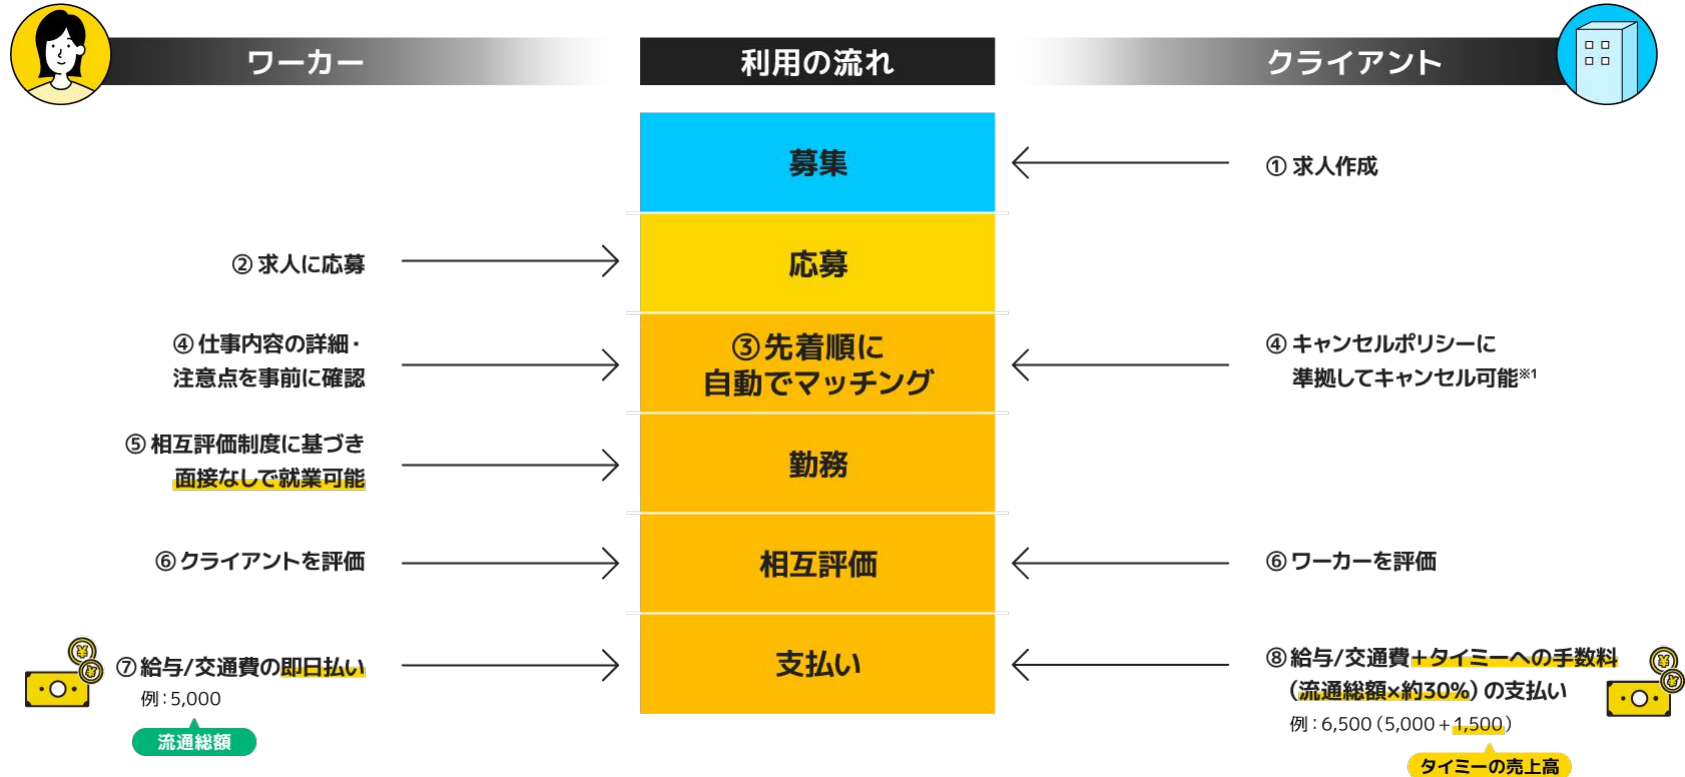 ワーカー
利用の流れ
クライアント
募集
① 求人作成
② 求人に応募
応募
④ 仕事内容の詳細・
注意点を事前に確認
③先着順に
自動でマッチング
④ キャンセルポリシーに
準拠してキャンセル可能※1
⑤ 相互評価制度に基づき
面接なしで就業可能
勤務
⑥ クライアントを評価
相互評価
⑥ ワーカーを評価
⑦ 給与/交通費の即日払い
例：5,000
流通総額
支払い
⑧ 給与/交通費＋タイミーへの手数料
（流通総額×約30%）の支払い
例：6,500（5,000＋1,500）
タイミーの売上高